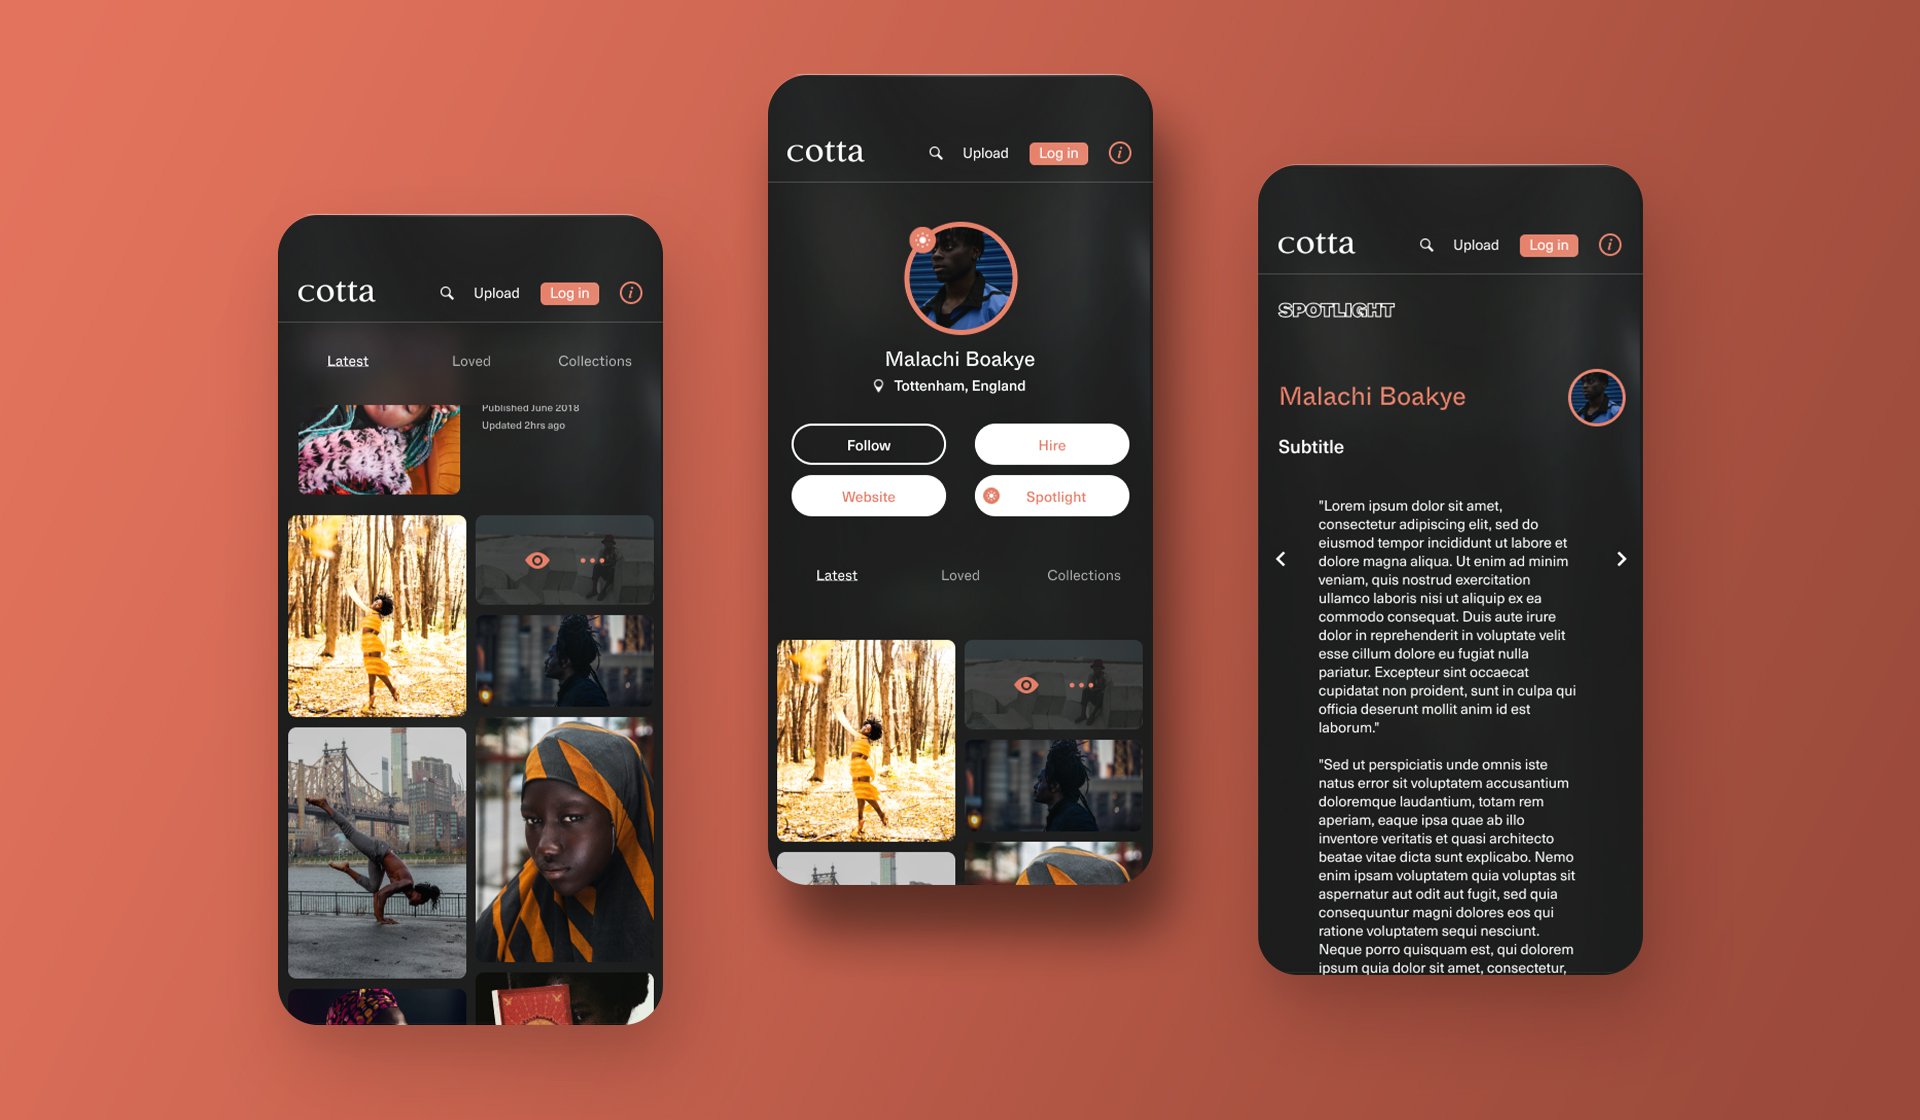 cotta
Upload
Log in
i
Latest
Loved
Collections
Published June 2018
Updated 2hrs ago
cotta
Upload
Log in
i
Malachi Boakye
Tottenham, England
Follow
Hire
Website
Spotlight
Latest
Loved
Collections
cotta
Upload
Log in
i
SPOTLIGHT
Malachi Boakye
Subtitle
"Lorem ipsum dolor sit amet,
consectetur adipiscing elit, sed do
eiusmod tempor incididunt ut labore et
dolore magna aliqua. Ut enim ad minim
veniam, quis nostrud exercitation
ullamco laboris nisi ut aliquip ex ea
commodo consequat. Duis aute irure
dolor in reprehenderit in voluptate velit
esse cillum dolore eu fugiat nulla
pariatur. Excepteur sint occaecat
cupidatat non proident, sunt in culpa qui
officia deserunt mollit anim id est
laborum."
"Sed ut perspiciatis unde omnis iste
natus error sit voluptatem accusantium
doloremque laudantium, totam rem
aperiam, eaque ipsa quae ab illo
inventore veritatis et quasi architecto
beatae vitae dicta sunt explicabo. Nemo
enim ipsam voluptatem quia voluptas sit
aspernatur aut odit aut fugit, sed quia
consequuntur magni dolores eos qui
ratione voluptatem sequi nesciunt.
Neque porro quisquam est, qui dolorem
ipsum quia dolor sit amet, consectetur,